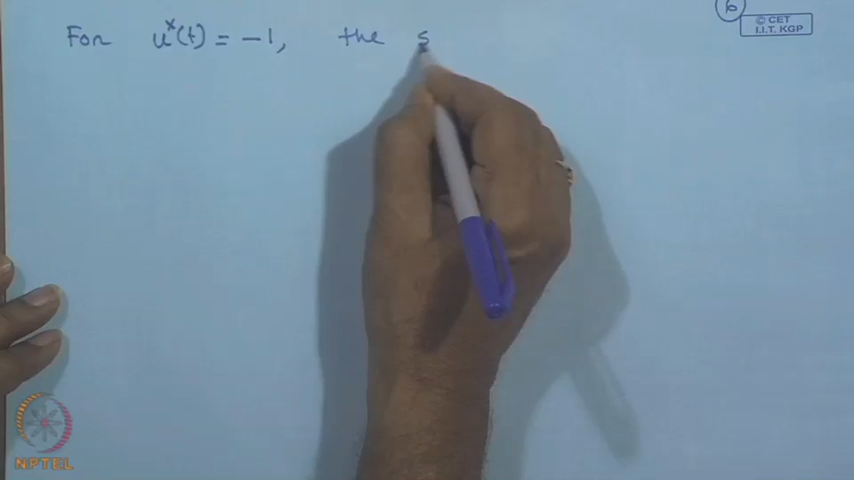 6
© CET
I.I.T. KGP
For u*(t) = -1, the s
NPTEL